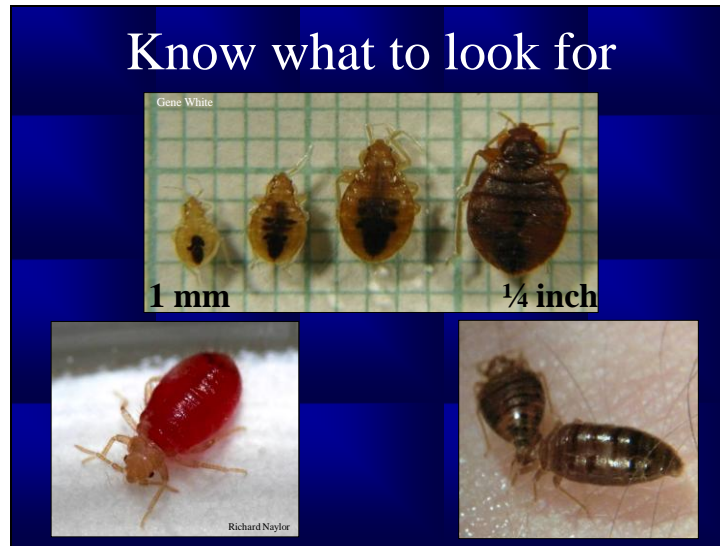 Know what to look for
Gene White
1 mm
¼ inch
Richard Naylor